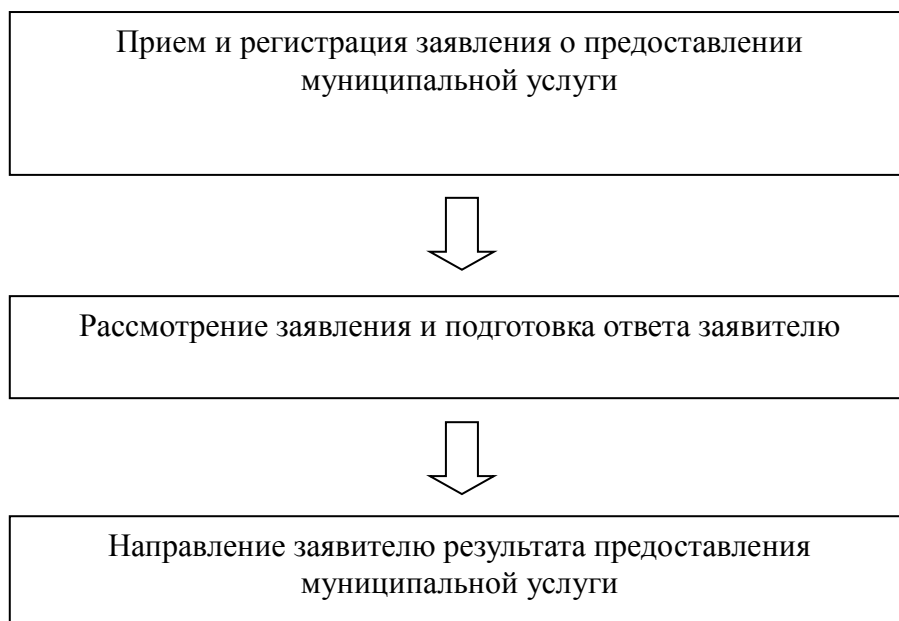 Прием и регистрация заявления о предоставлении
муниципальной услуги
Рассмотрение заявления и подготовка ответа заявителю
Направление заявителю результата предоставления
муниципальной услуги